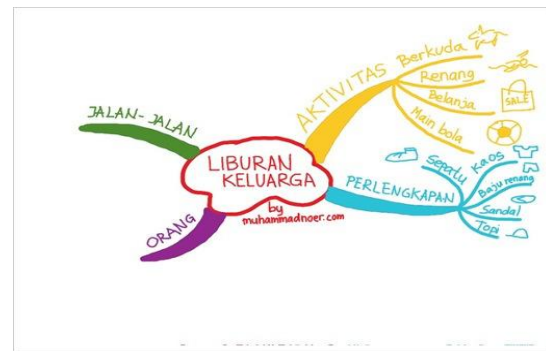 LIBURAN
KELUARGA
by
muhammadnoer.com
AKTIVITAS
Berkuda
Renang
Belanja
SALE
Main bola
PERLENGKAPAN
Sepatu
Kaos
Baju renang
Sandal
Topi
ORANG
JALAN-JALAN